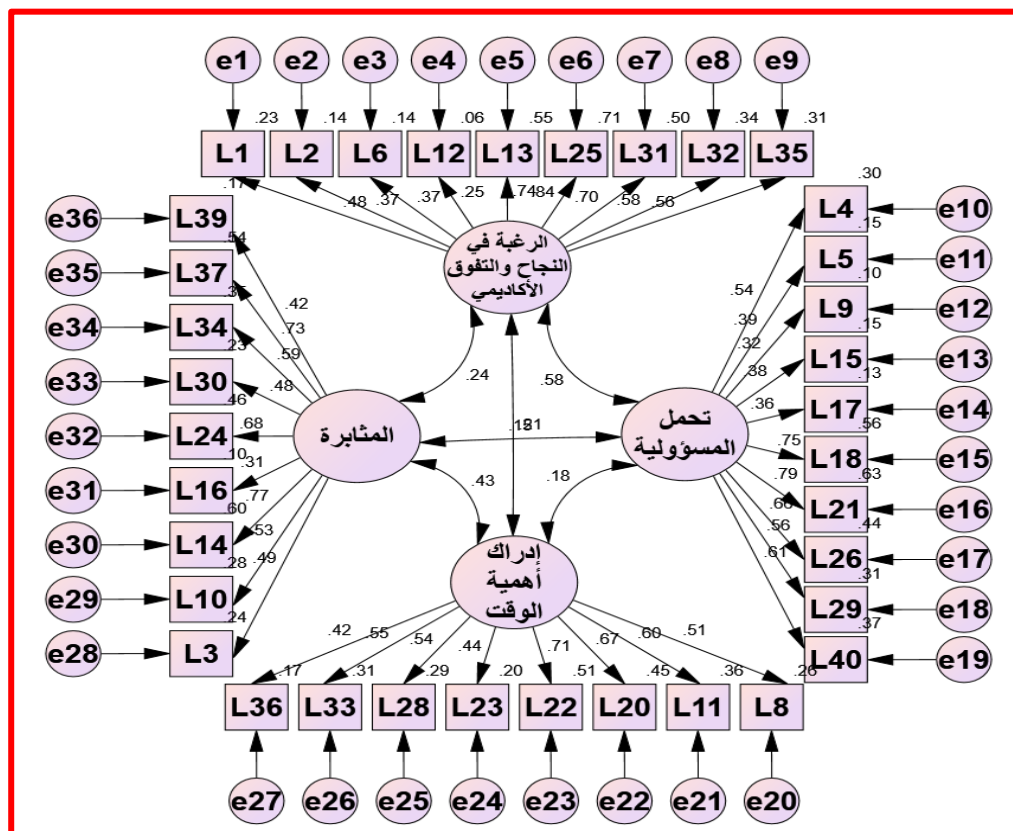 e1 e2 e3 e4 e5 e6 e7 e8 e9
.23 .14 .14 .06 .55 .71 .50 .34 .31
L1 L2 L6 L12 L13 L25 L31 L32 L35
.48 .37 .37 .25 .74 .84 .70 .58 .56
الرغبة في
النجاح والتفوق
الأكاديمي
.17
e36 L39
.54
e35 L37
.35
e34 L34
.23
e33 L30
.46
e32 L24
.10
e31 L16
.60
e30 L14
.28
e29 L10
.24
e28 L3
.42
.73
.59
.48
.68
.31
.77
.53
.49
المثابرة
.30
L4 e10
.15
L5 e11
.10
L9 e12
.15
L15 e13
.13
L17 e14
.56
L18 e15
.63
L21 e16
.44
L26 e17
.31
L29 e18
.37
L40 e19
.54
.39
.32
.38
.36
.75
.79
.66
.56
.61
تحمل
المسؤولية
.24 .58
.43 .18
إدراك
أهمية
الوقت
.42 .55 .54 .44 .71 .67 .60 .51
.17 .31 .29 .20 .51 .45 .36 .26
L36 L33 L28 L23 L22 L20 L11 L8
e27 e26 e25 e24 e23 e22 e21 e20